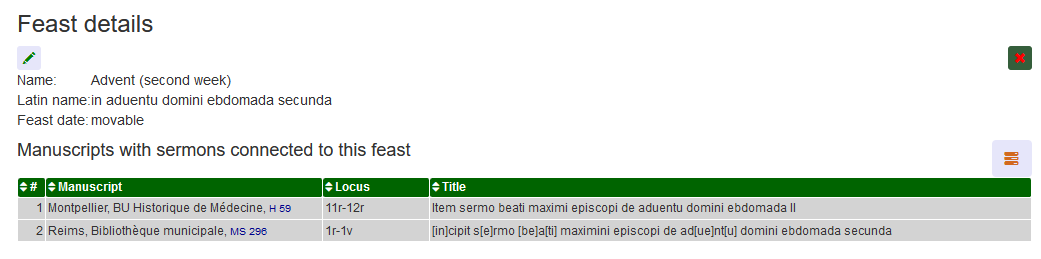 Feast details
Name: Advent (second week)
Latin name: in aduentu domini ebdomada secunda
Feast date: movable
Manuscripts with sermons connected to this feast
# Manuscript Locus Title
1 Montpellier, BU Historique de Médecine, H 59 11r-12r Item sermo beati maximi episcopi de aduentu domini ebdomada II
2 Reims, Bibliothèque municipale, MS 296 1r-1v [in]cipit s[e]rmo [be]a[ti] maximini episcopi de ad[ue]nt[u] domini ebdomada secunda